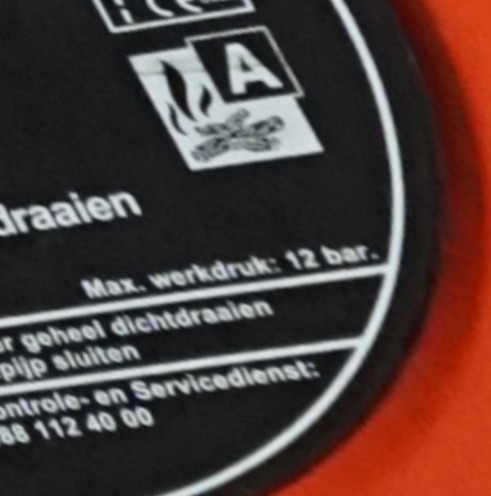 A
draaien
Max. werkdruk: 12 bar.
geheel dichtdraaien
pijp sluiten
ontrole- en Servicedienst:
88 112 40 00